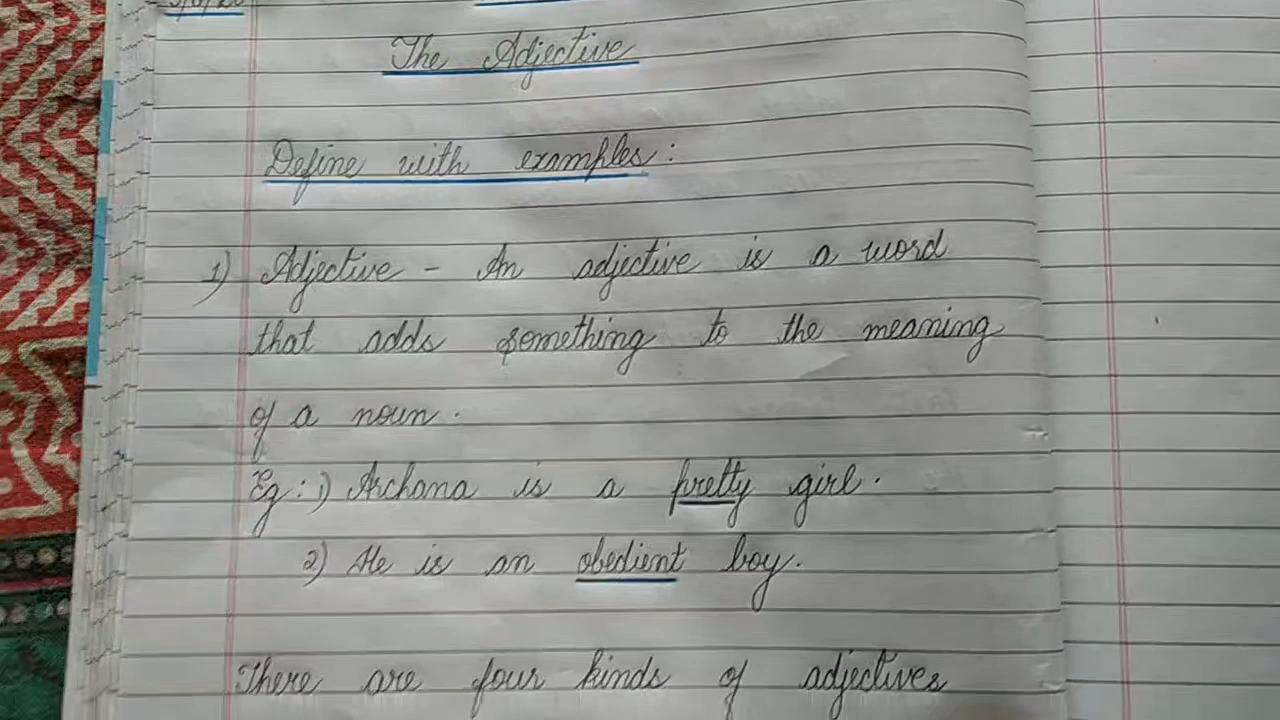 The Adjective
Define with examples:
1) Adjective - An adjective is a word
that adds something to the meaning
of a noun.
Eg: 1) Archana is a pretty girl.
2) He is an obedient boy.
There are four kinds of adjectives